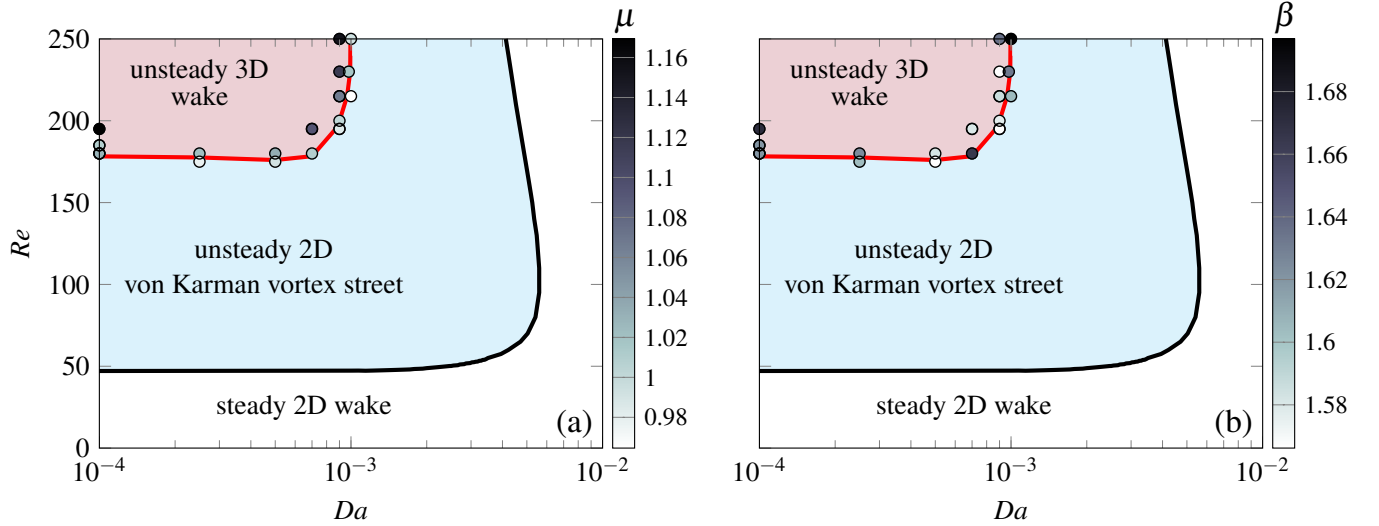 μ
β
250
200
150
100
50
0
Re
unsteady 3D
wake
unsteady 2D
von Karman vortex street
steady 2D wake
(a)
10⁻⁴
10⁻³
10⁻²
Da
1.16
1.14
1.12
1.1
1.08
1.06
1.04
1.02
1
0.98
unsteady 3D
wake
unsteady 2D
von Karman vortex street
steady 2D wake
(b)
10⁻⁴
10⁻³
10⁻²
Da
1.68
1.66
1.64
1.62
1.6
1.58